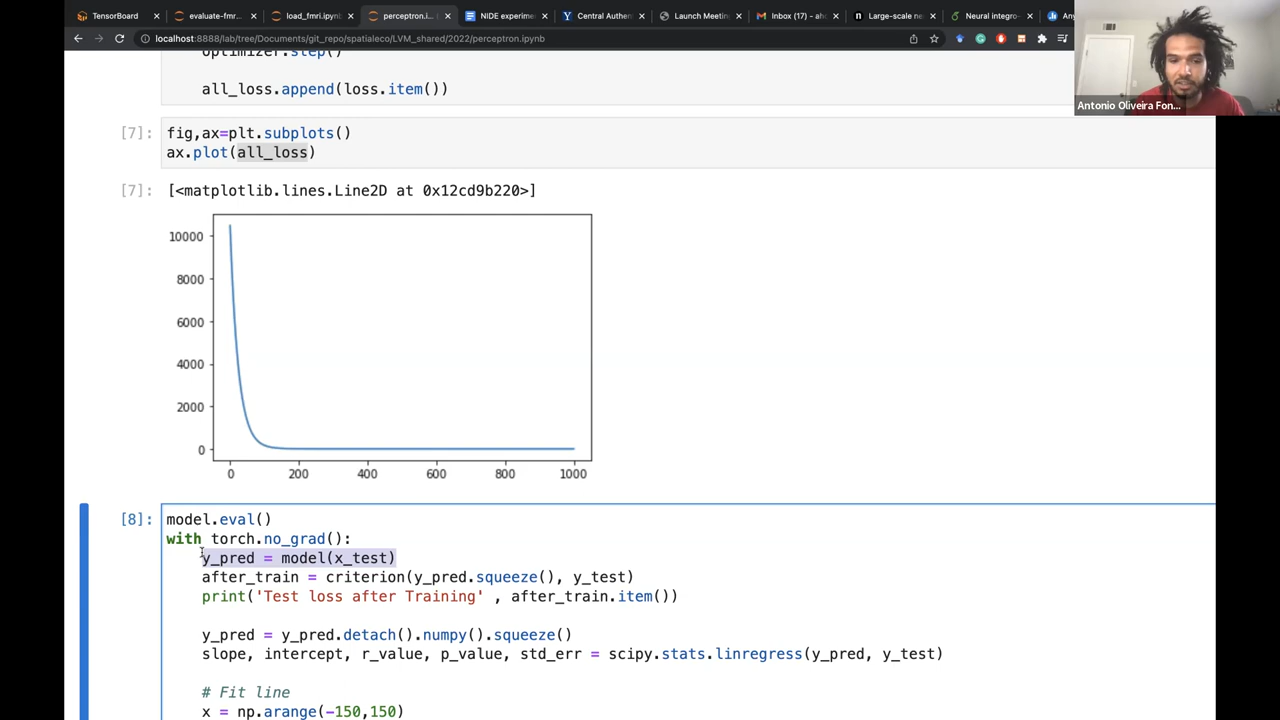 TensorBoard
evaluate-fmr...
load_fmri.ipynb
perceptron.i...
NIDE experime
Central Authen
Launch Meetin
Inbox (17) - ah
Large-scale ne
Neural integro-
Any
localhost:8888/lab/tree/Documents/git_repo/spatialeco/LVM_shared/2022/perceptron.ipynb
optimizer.step()
all_loss.append(loss.item())
[7]: fig,ax=plt.subplots()
ax.plot(all_loss)
[7]: [<matplotlib.lines.Line2D at 0x12cd9b220>]
10000
8000
6000
4000
2000
0
0 200 400 600 800 1000
[8]: model.eval()
with torch.no_grad():
y_pred = model(x_test)
after_train = criterion(y_pred.squeeze(), y_test)
print('Test loss after Training' , after_train.item())
y_pred = y_pred.detach().numpy().squeeze()
slope, intercept, r_value, p_value, std_err = scipy.stats.linregress(y_pred, y_test)
# Fit line
x = np.arange(-150,150)
Antonio Oliveira Fon...